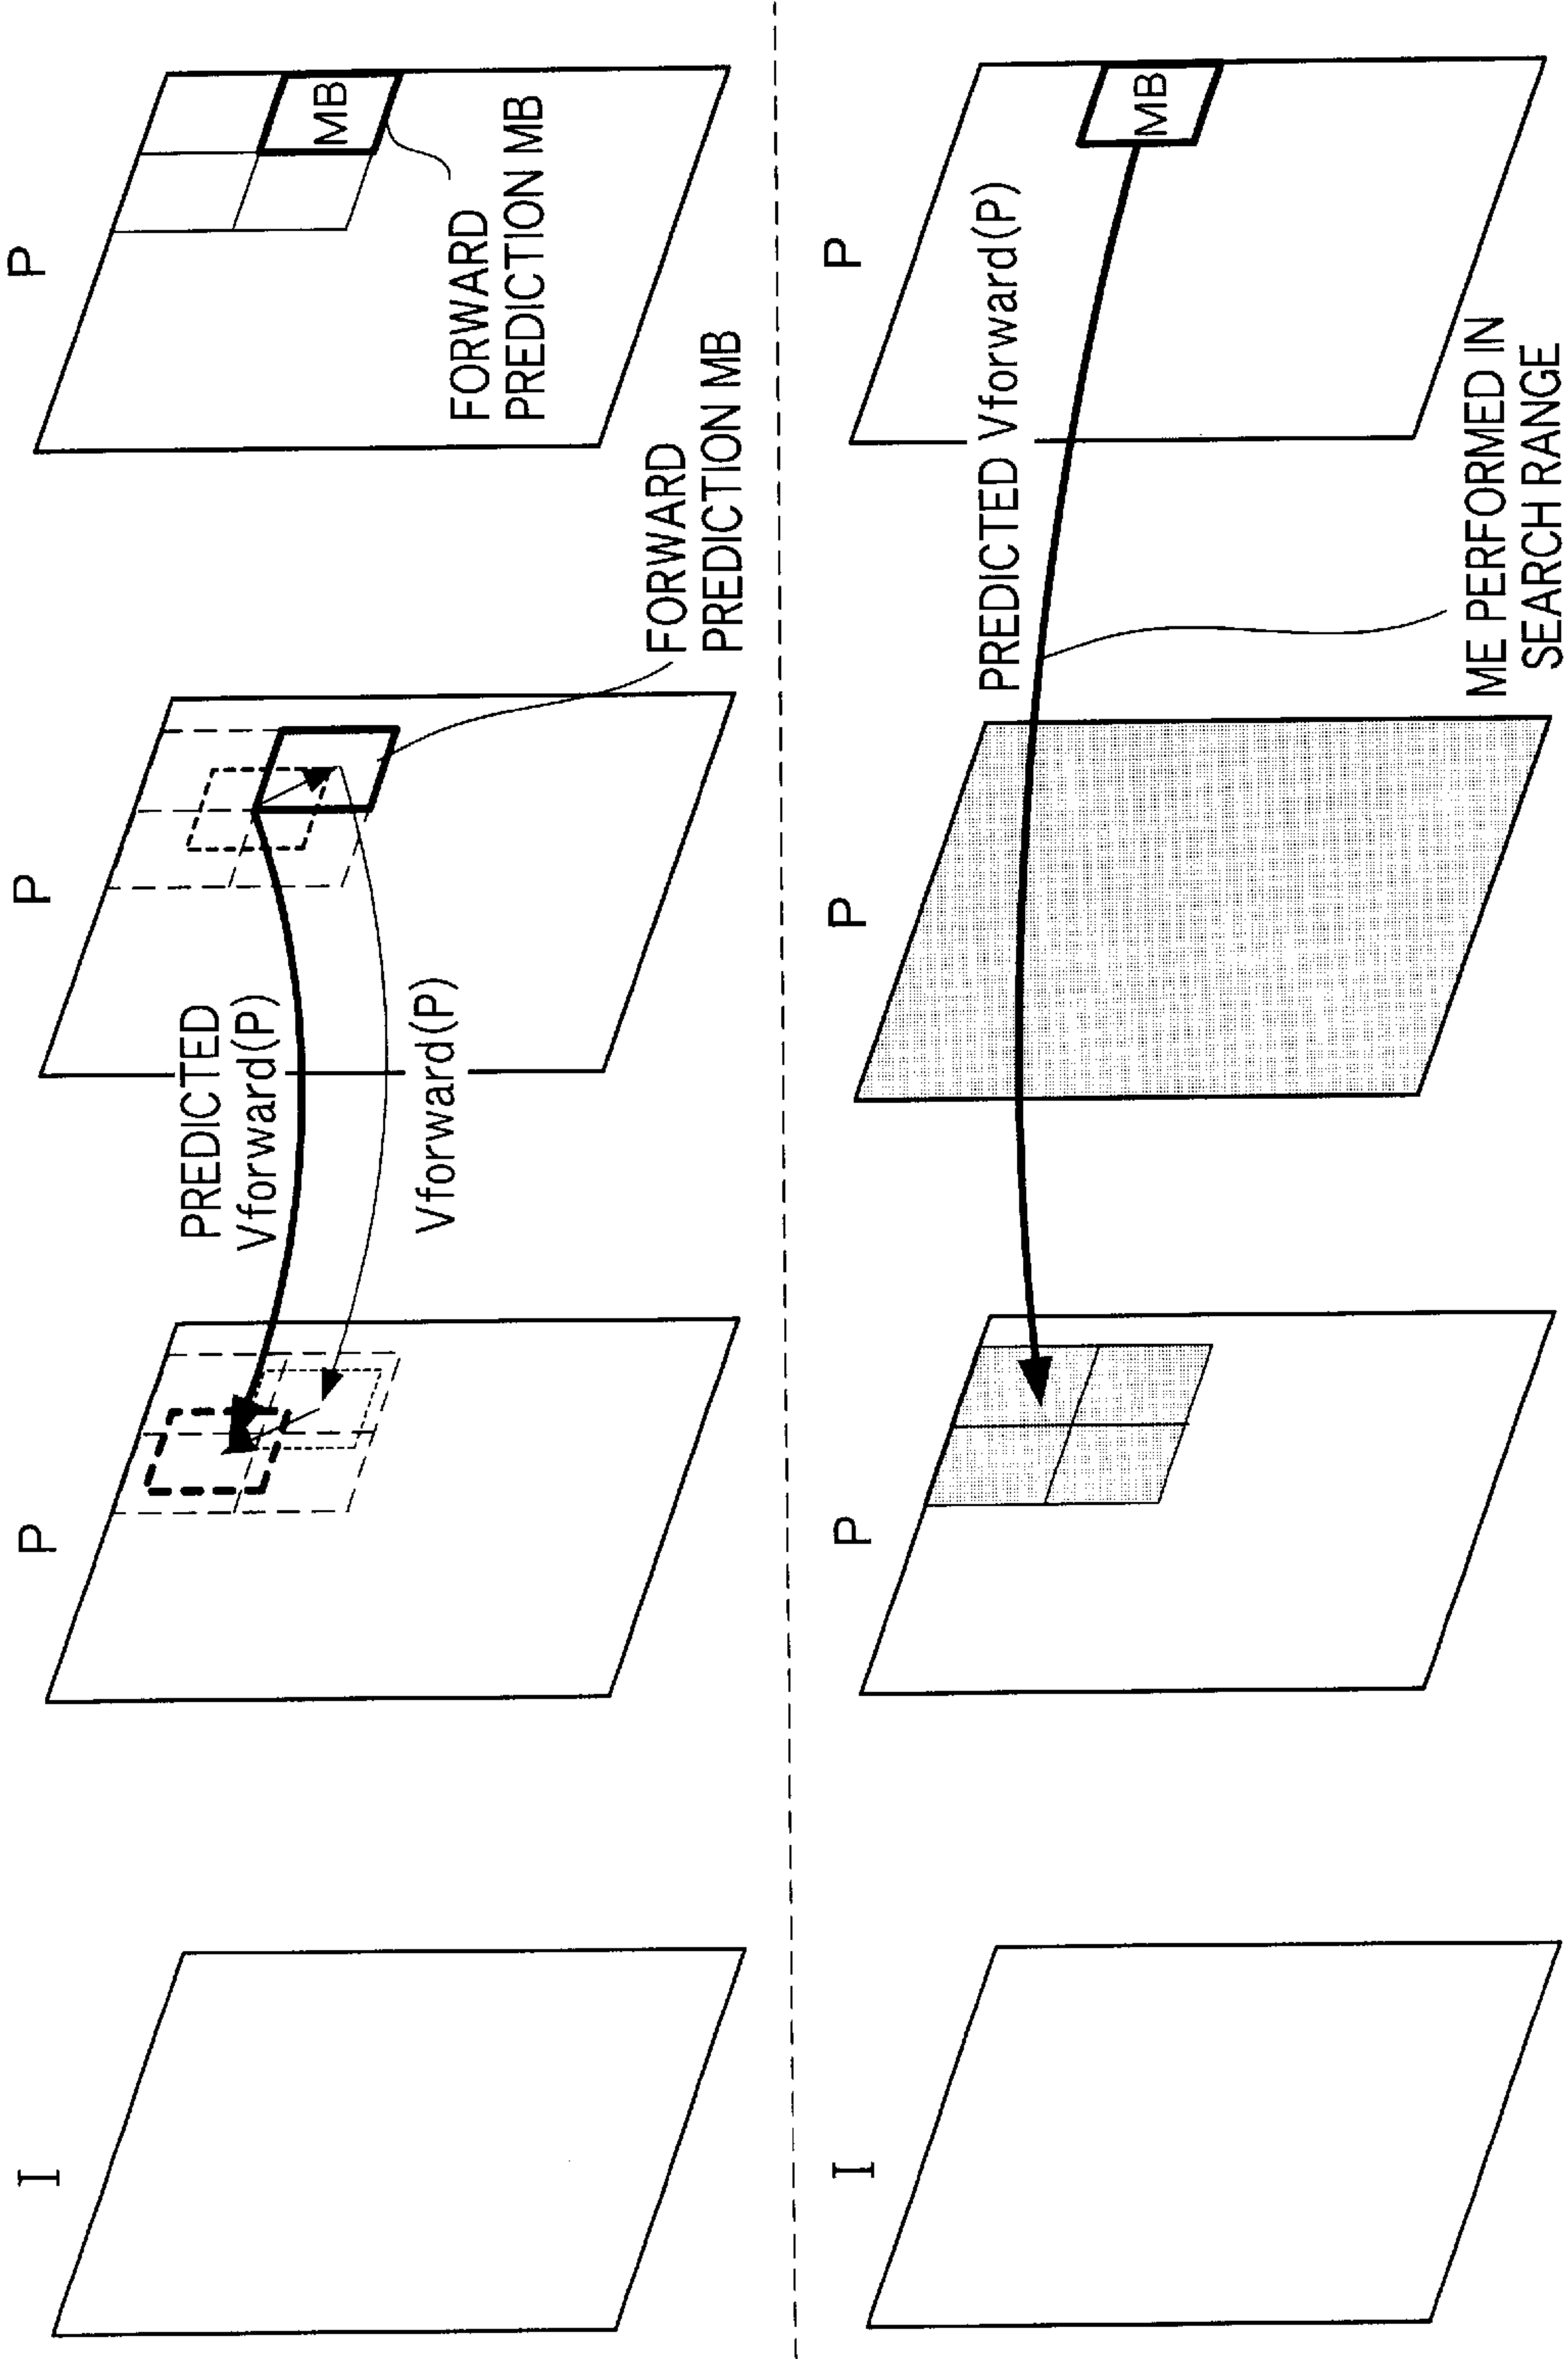 I
P
P
P
PREDICTED
Vforward(P)
Vforward(P)
MB
FORWARD
PREDICTION MB
FORWARD
PREDICTION MB
I
P
P
P
PREDICTED Vforward(P)
MB
ME PERFORMED IN
SEARCH RANGE